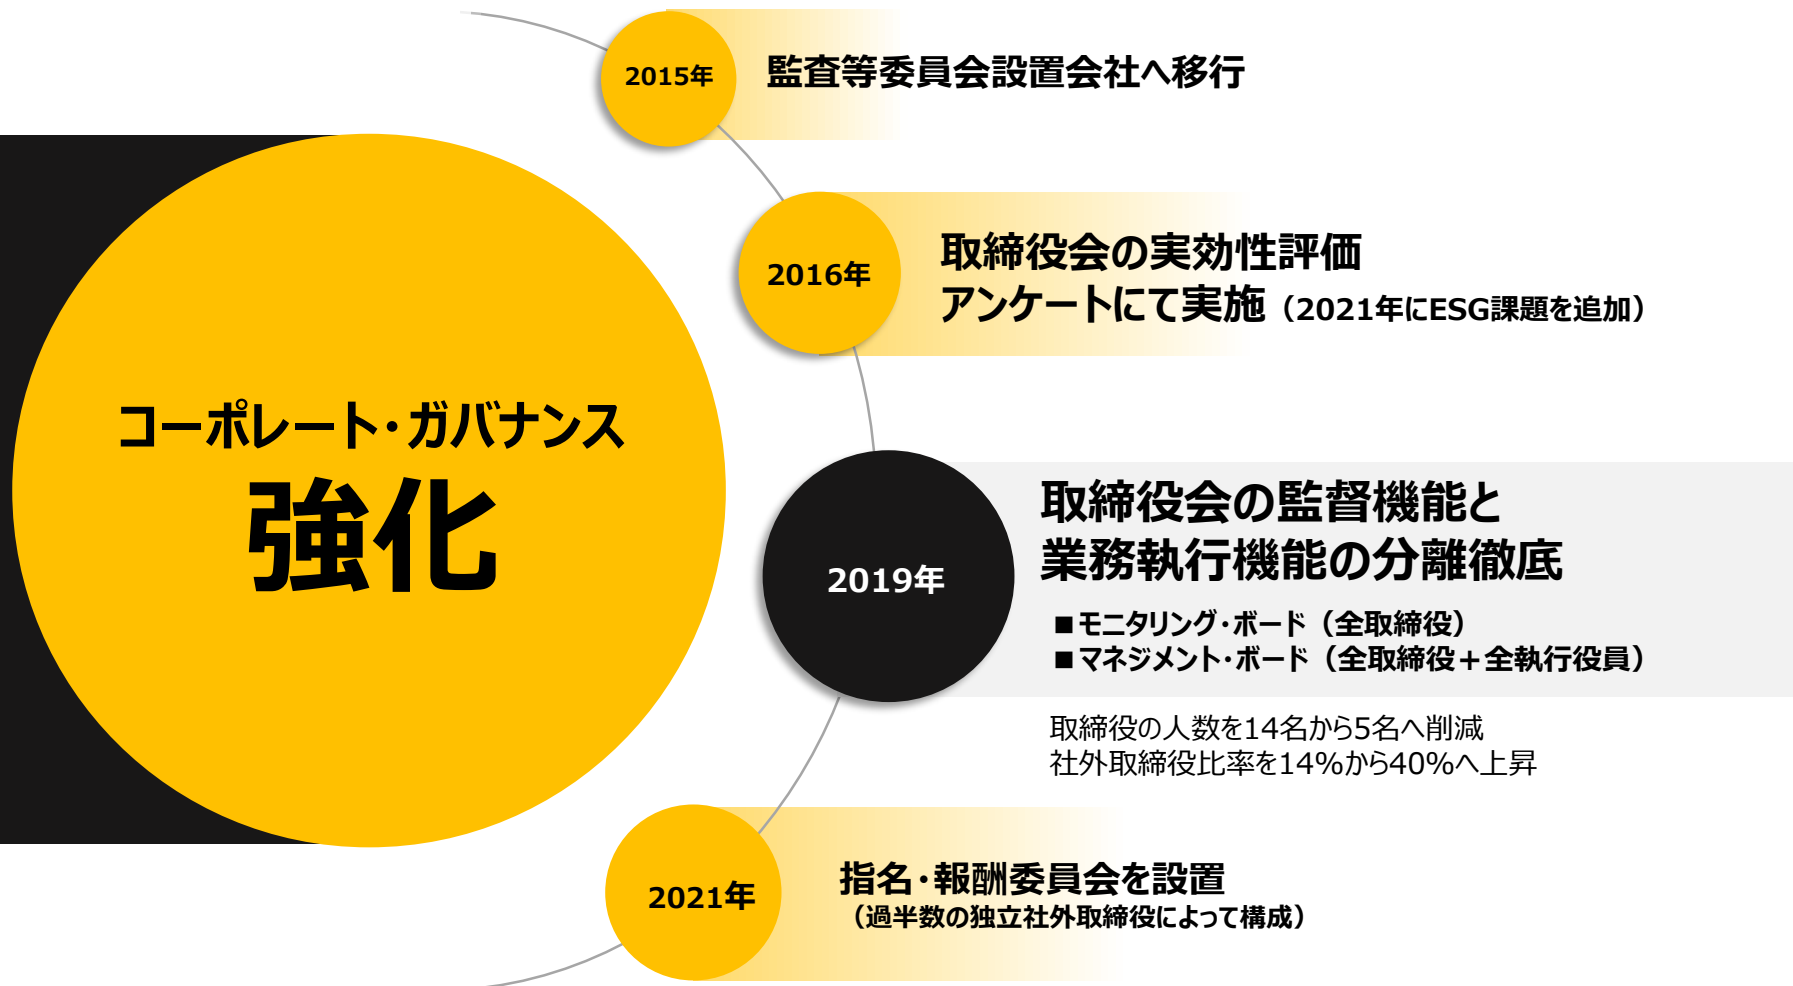 2015年
監査等委員会設置会社へ移行
2016年
取締役会の実効性評価
アンケートにて実施（2021年にESG課題を追加）
コーポレート・ガバナンス
強化
2019年
取締役会の監督機能と
業務執行機能の分離徹底
■モニタリング・ボード（全取締役）
■マネジメント・ボード（全取締役＋全執行役員）
取締役の人数を14名から5名へ削減
社外取締役比率を14%から40%へ上昇
2021年
指名・報酬委員会を設置
（過半数の独立社外取締役によって構成）